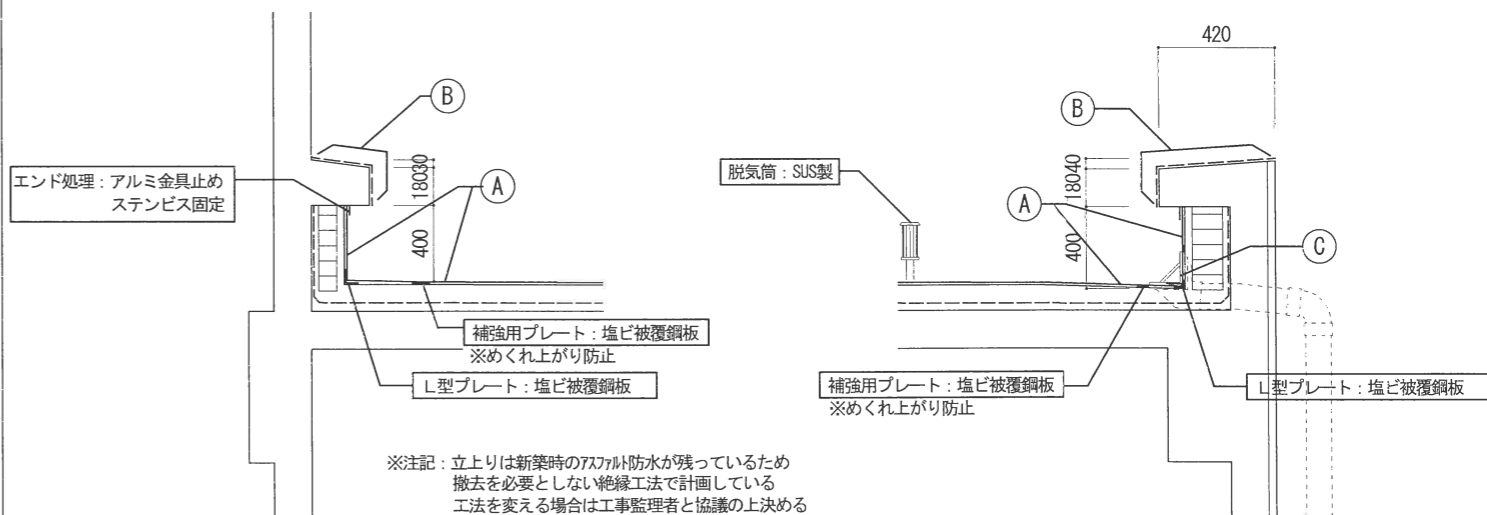 420
B
B
エンド処理：アルミ金具止め
ステンビス固定
18030
A
400
脱気筒：SUS製
18040
A
400
C
補強用プレート：塩ビ被覆鋼板
※めくれ上がり防止
L型プレート：塩ビ被覆鋼板
補強用プレート：塩ビ被覆鋼板
※めくれ上がり防止
L型プレート：塩ビ被覆鋼板
※注記：立上りは新築時のｱｽﾌｧﾙﾄ防水が残っているため
撤去を必要としない絶縁工法で計画している
工法を変える場合は工事監理者と協議の上決める